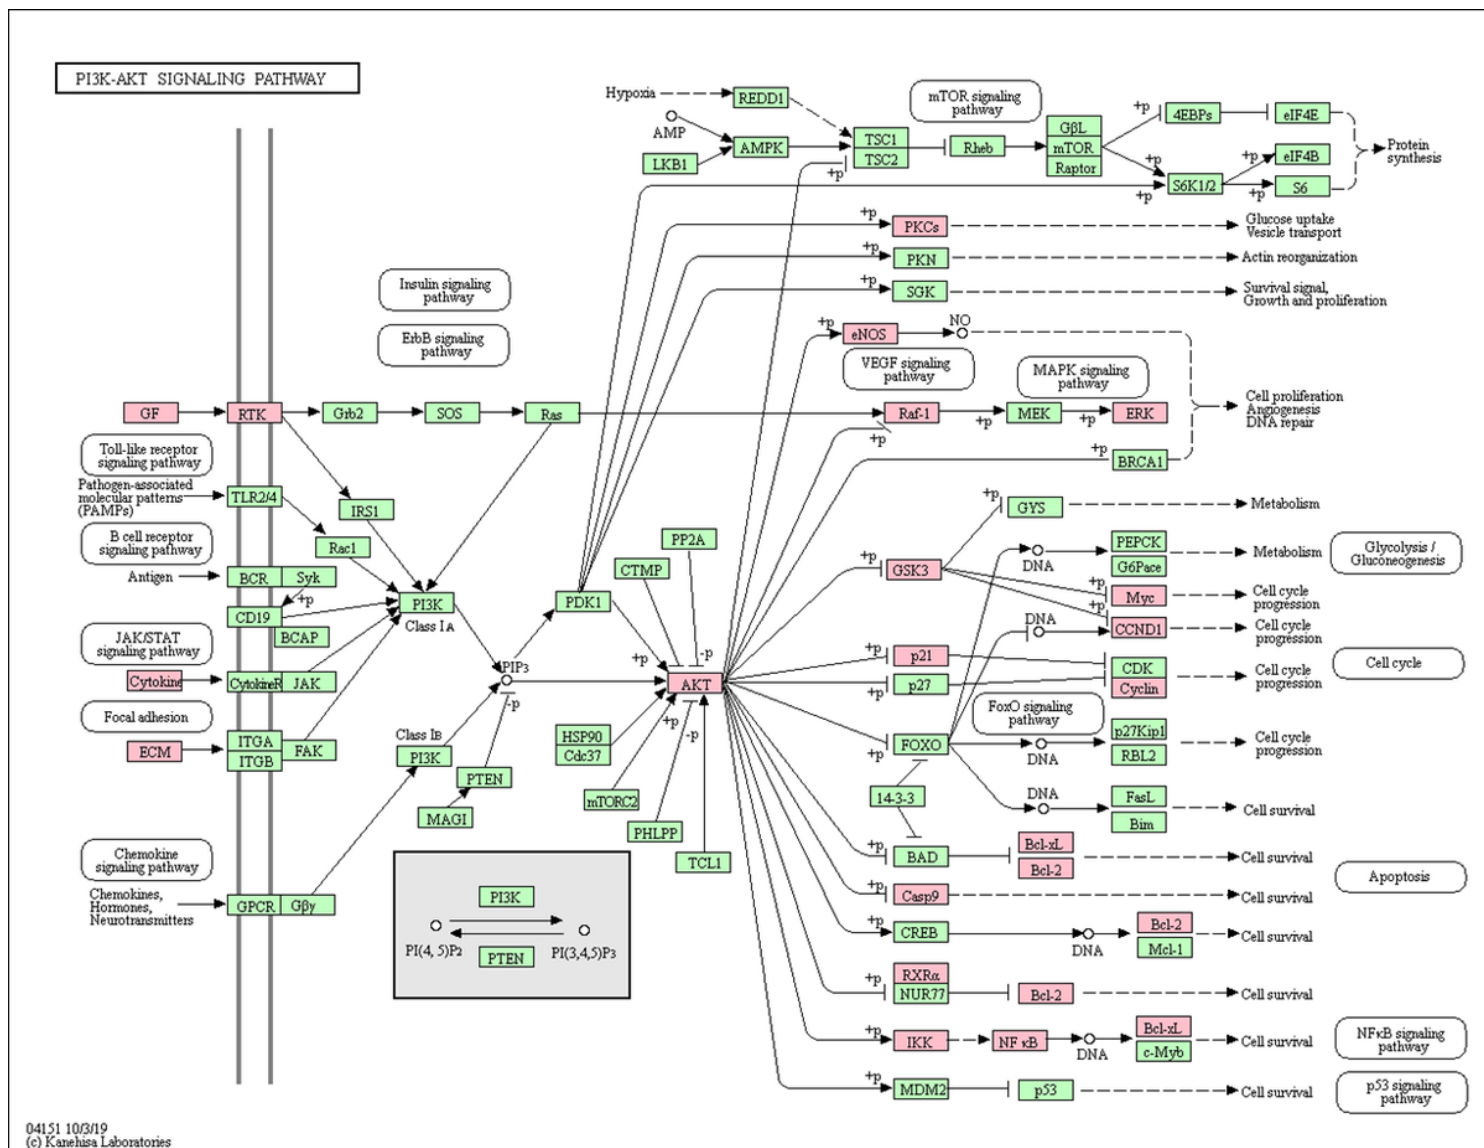 PI3K-AKT SIGNALING PATHWAY
Hypoxia
REDD1
mTOR signaling
pathway
AMP
LKB1
AMPK
TSC1
TSC2
+p
Rheb
GβL
mTOR
Raptor
+p
4EBPs
eIF4E
+p
S6K1/2
+p
+p
eIF4B
+p
S6
Protein
synthesis
+p
PKCs
Glucose uptake
Vesicle transport
+p
PKN
Actin reorganization
+p
SGK
Survival signal,
Growth and proliferation
Insulin signaling
pathway
ErbB signaling
pathway
+p
eNOS
NO
VEGF signaling
pathway
MAPK signaling
pathway
GF
RTK
Grb2
SOS
Ras
Raf-1
+p
+p
MEK
+p
ERK
Cell proliferation
Angiogenesis
DNA repair
+p
BRCA1
Toll-like receptor
signaling pathway
Pathogen-associated
molecular patterns
(PAMPs)
TLR2/4
IRS1
Rac1
B cell receptor
signaling pathway
Antigen
BCR
Syk
+p
CD19
BCAP
PI3K
Class IA
JAK/STAT
signaling pathway
Cytokine
CytokineR
JAK
Focal adhesion
ECM
ITGA
ITGB
FAK
Chemokine
signaling pathway
Chemokines,
Hormones,
Neurotransmitters
GPCR
Gβγ
PDK1
CTMP
PP2A
PIP3
-p
+p
-p
AKT
Class IB
PI3K
PTEN
MAGI
HSP90
Cdc37
mTORC2
+p
+p
-p
PHLPP
TCL1
PI3K
PI(4, 5)P2
PI(3,4,5)P3
PTEN
+p
GYS
Metabolism
+p
GSK3
DNA
PEPCK
G6Pace
Metabolism
Glycolysis /
Gluconeogenesis
+p
Myc
Cell cycle
progression
+p
DNA
CCND1
Cell cycle
progression
+p
p21
+p
p27
CDK
Cyclin
Cell cycle
progression
Cell cycle
FoxO signaling
pathway
+p
FOXO
DNA
p27Kip1
RBL2
Cell cycle
progression
14-3-3
DNA
FasL
Bim
Cell survival
+p
BAD
Bcl-xL
Bcl-2
Cell survival
Apoptosis
+p
Casp9
Cell survival
+p
CREB
DNA
Bcl-2
Mcl-1
Cell survival
+p
RXRα
NUR77
Bcl-2
Cell survival
+p
IKK
NFκB
DNA
Bcl-xL
c-Myb
Cell survival
NFκB signaling
pathway
+p
MDM2
p53
Cell survival
p53 signaling
pathway
04151 10/3/19
(c) Kanehisa Laboratories